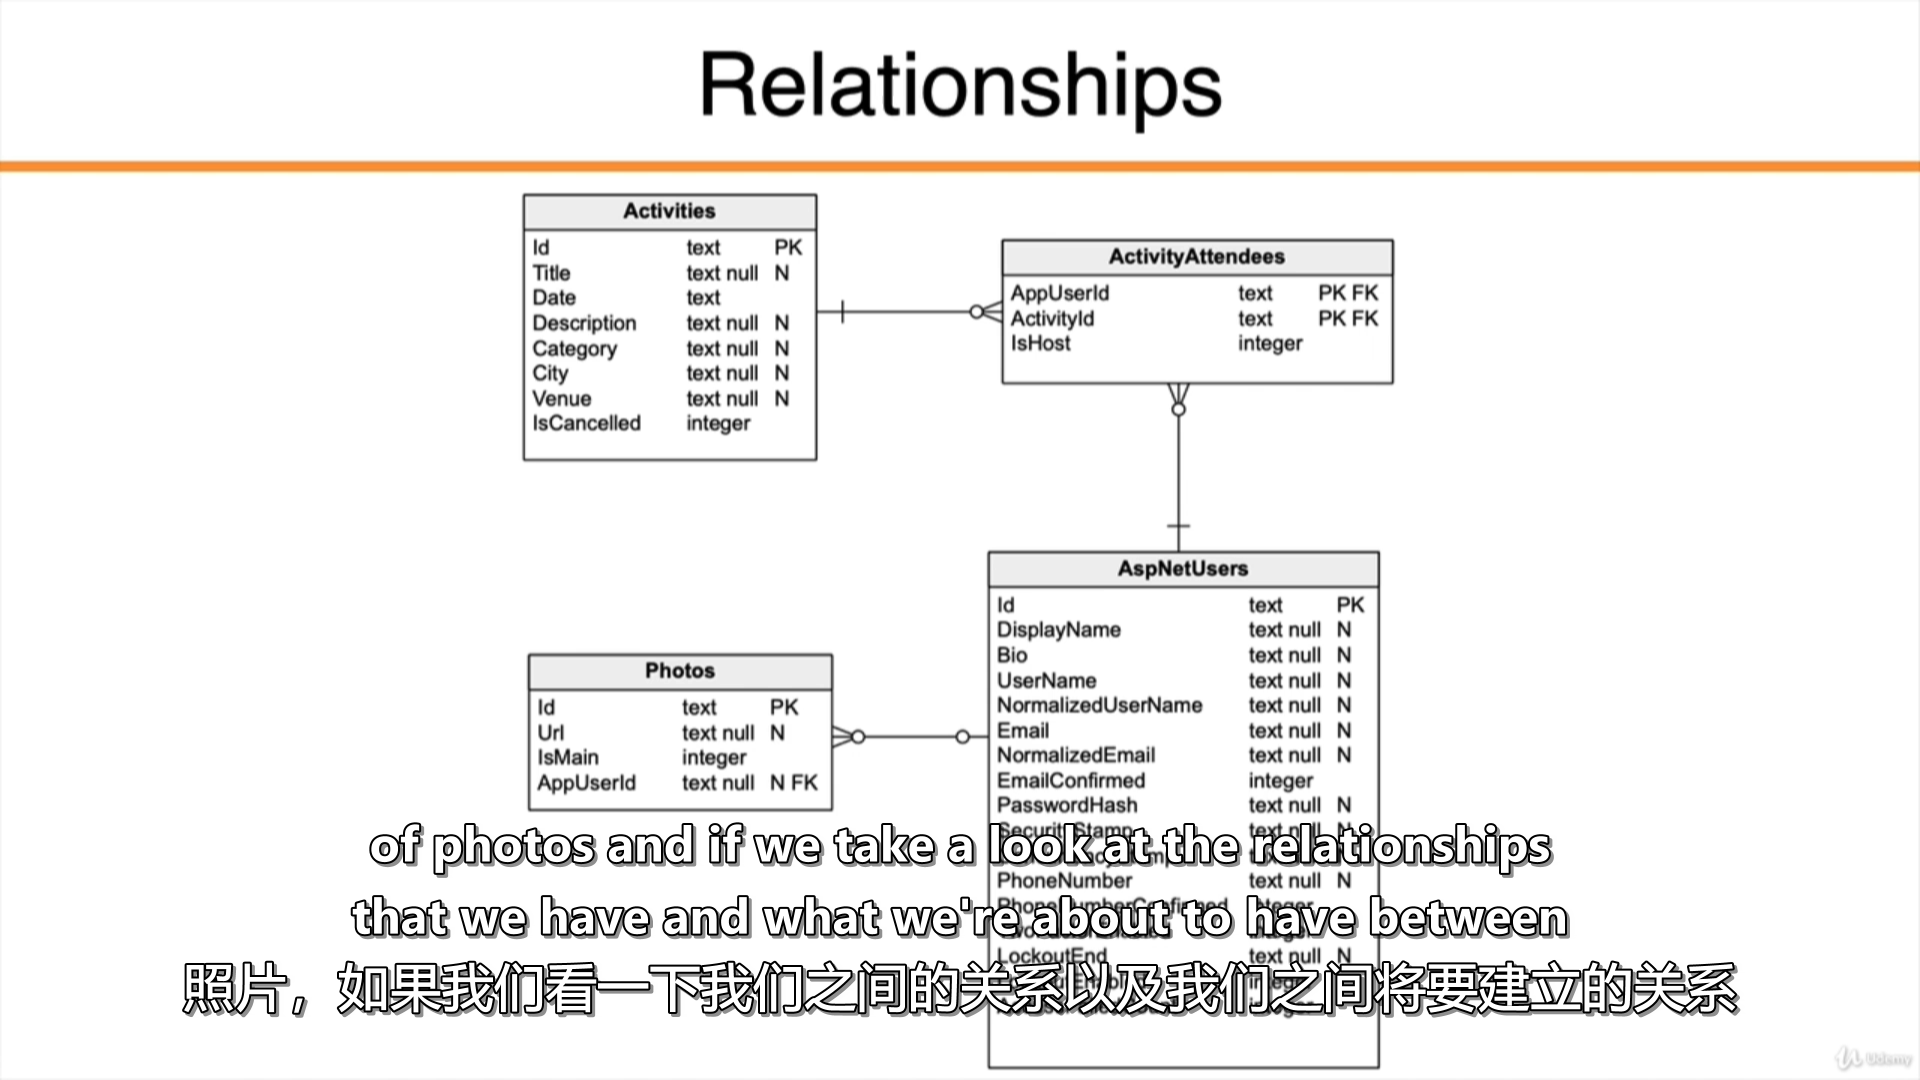 Relationships
Activities
Id text PK
Title text null N
Date text
Description text null N
Category text null N
City text null N
Venue text null N
IsCancelled integer
ActivityAttendees
AppUserId text PK FK
ActivityId text PK FK
IsHost integer
Photos
Id text PK
Url text null N
IsMain integer
AppUserId text null N FK
AspNetUsers
Id text PK
DisplayName text null N
Bio text null N
UserName text null N
NormalizedUserName text null N
Email text null N
NormalizedEmail text null N
EmailConfirmed integer
PasswordHash text null N
SecurityStamp text null N
PhoneNumber text null N
PhoneNumberConfirmed integer
LockoutEnd text null N
of photos and if we take a look at the relationships
that we have and what we're about to have between
照片，如果我们看一下我们之间的关系以及我们之间将要建立的关系
Udemy